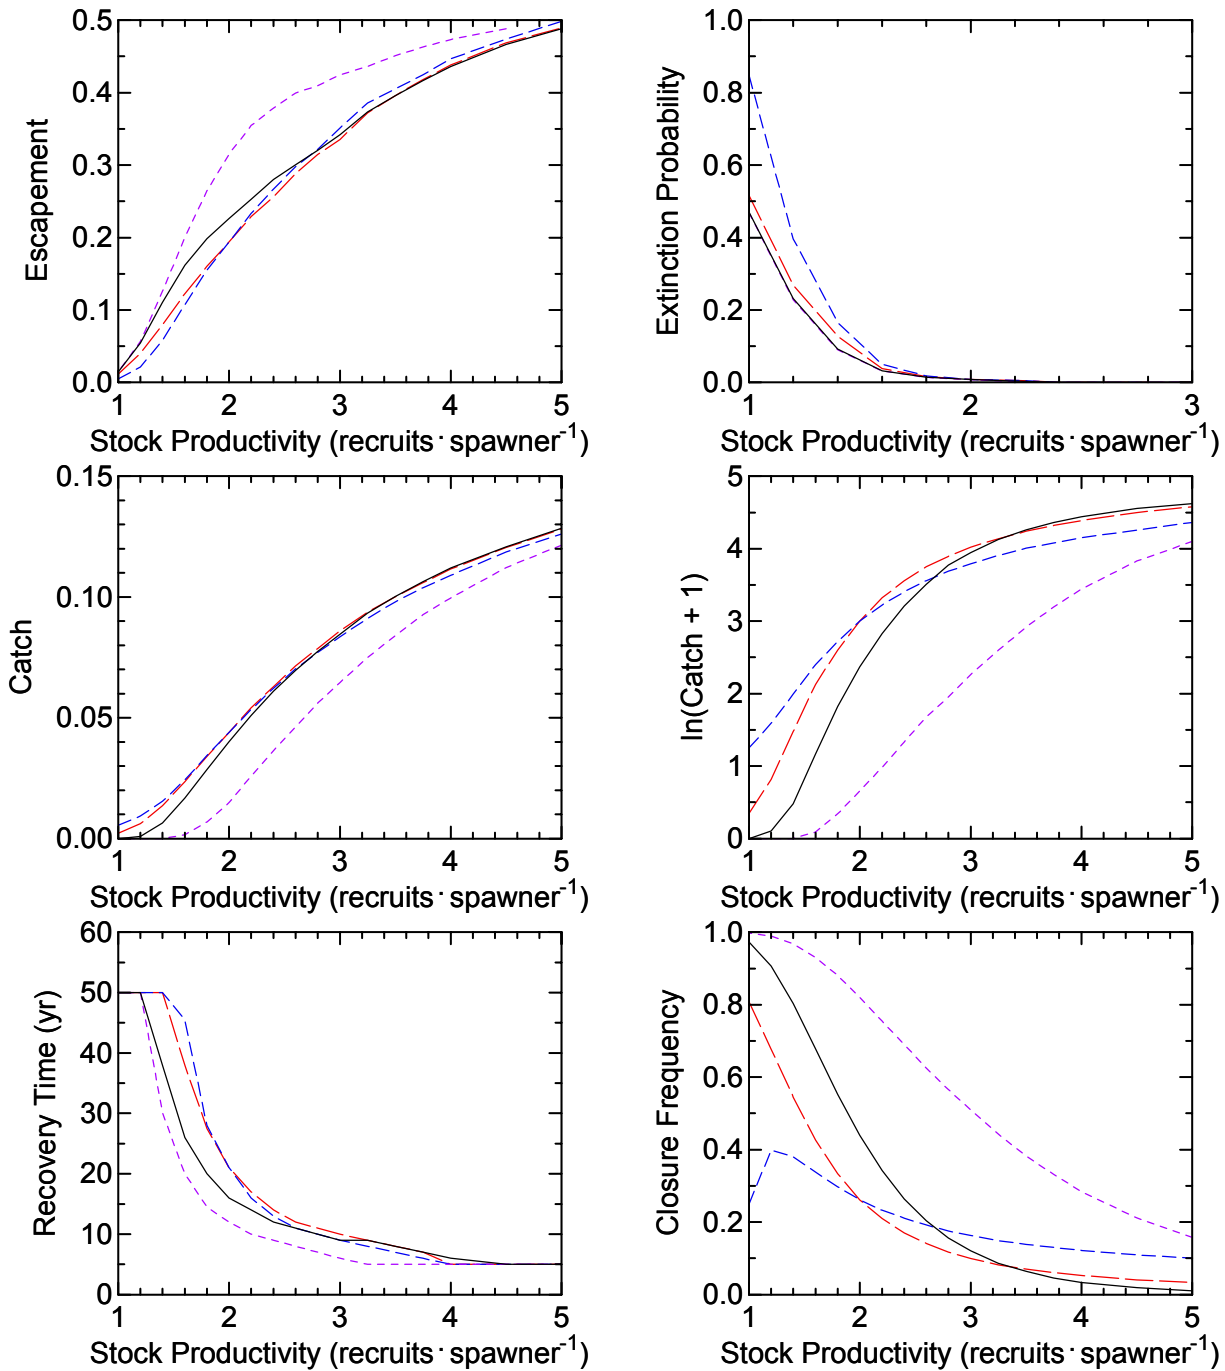 0.5
0.4
0.3
0.2
0.1
0.0
Escapement
1 2 3 4 5
Stock Productivity (recruits·spawner⁻¹)
1.0
0.8
0.6
0.4
0.2
0.0
Extinction Probability
1 2 3
Stock Productivity (recruits·spawner⁻¹)
0.15
0.10
0.05
0.00
Catch
1 2 3 4 5
Stock Productivity (recruits·spawner⁻¹)
5
4
3
2
1
0
ln(Catch + 1)
1 2 3 4 5
Stock Productivity (recruits·spawner⁻¹)
60
50
40
30
20
10
0
Recovery Time (yr)
1 2 3 4 5
Stock Productivity (recruits·spawner⁻¹)
1.0
0.8
0.6
0.4
0.2
0.0
Closure Frequency
1 2 3 4 5
Stock Productivity (recruits·spawner⁻¹)